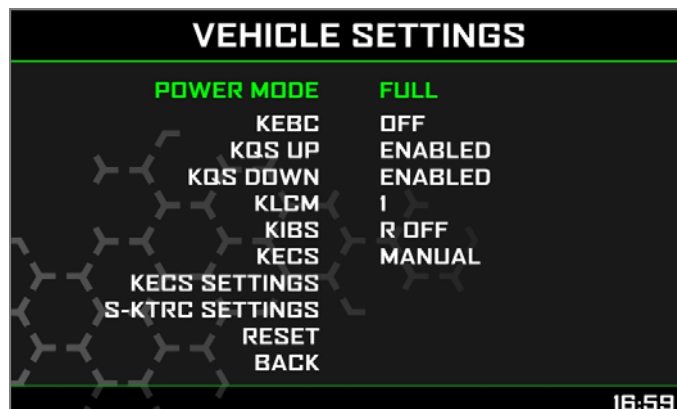 VEHICLE SETTINGS
POWER MODE FULL
KEBC OFF
KQS UP ENABLED
KQS DOWN ENABLED
KLCM 1
KIBS R OFF
KECS MANUAL
KECS SETTINGS
S-KTRC SETTINGS
RESET
BACK
16:59